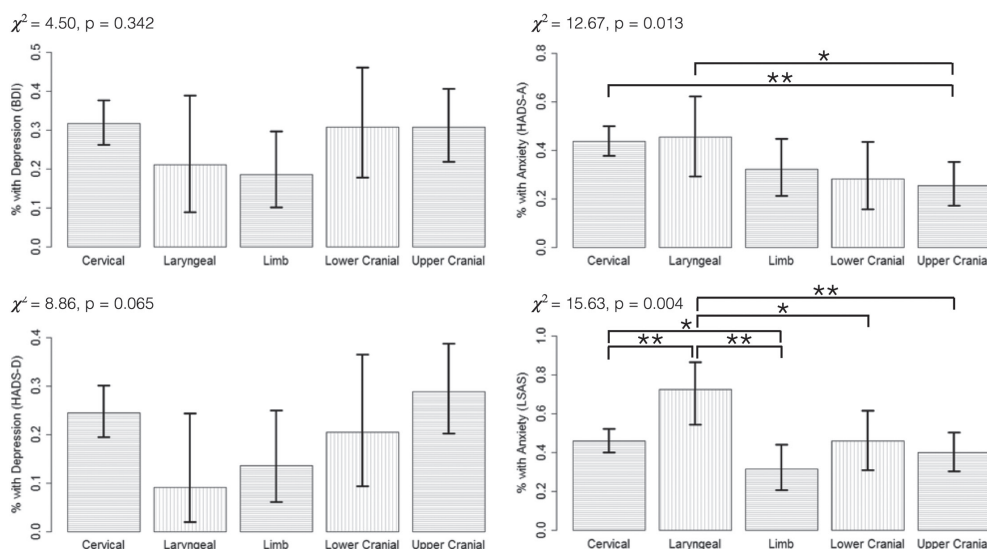 χ² = 4.50, p = 0.342
% with Depression (BDI)
0.5
0.4
0.3
0.2
0.1
0.0
Cervical Laryngeal Limb Lower Cranial Upper Cranial
χ² = 12.67, p = 0.013
% with Anxiety (HADS-A)
0.8
0.6
0.4
0.2
0.0
*
**
Cervical Laryngeal Limb Lower Cranial Upper Cranial
χ² = 8.86, p = 0.065
% with Depression (HADS-D)
0.4
0.3
0.2
0.1
0.0
Cervical Laryngeal Limb Lower Cranial Upper Cranial
χ² = 15.63, p = 0.004
% with Anxiety (LSAS)
1.0
0.8
0.6
0.4
0.2
0.0
**
*
*
** **
Cervical Laryngeal Limb Lower Cranial Upper Cranial